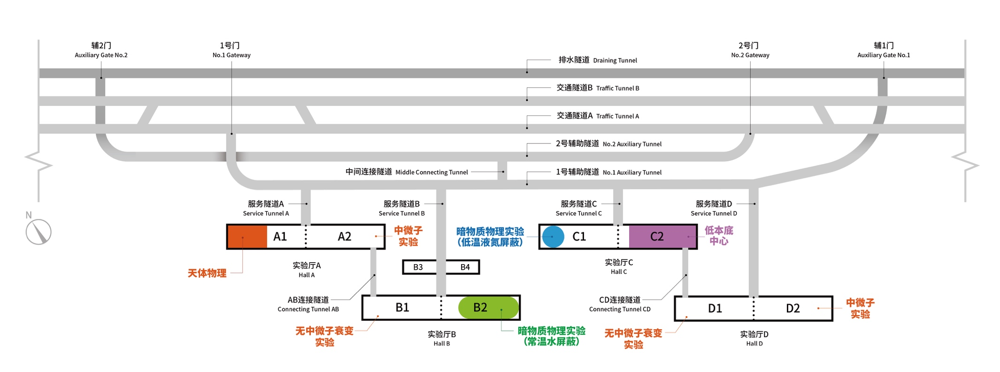 辅2门
Auxiliary Gate No.2
1号门
No.1 Gateway
2号门
No.2 Gateway
辅1门
Auxiliary Gate No.1
排水隧道 Draining Tunnel
交通隧道B Traffic Tunnel B
交通隧道A Traffic Tunnel A
2号辅助隧道 No.2 Auxiliary Tunnel
中间连接隧道 Middle Connecting Tunnel
1号辅助隧道 No.1 Auxiliary Tunnel
服务隧道A
Service Tunnel A
服务隧道B
Service Tunnel B
服务隧道C
Service Tunnel C
服务隧道D
Service Tunnel D
N
A1
A2
中微子
实验
暗物质物理实验
（低温液氮屏蔽）
C1
C2
低本底
中心
天体物理
实验厅A
Hall A
B3
B4
实验厅C
Hall C
AB连接隧道
Connecting Tunnel AB
B1
B2
CD连接隧道
Connecting Tunnel CD
D1
D2
中微子
实验
无中微子衰变
实验
实验厅B
Hall B
暗物质物理实验
（常温水屏蔽）
无中微子衰变
实验
实验厅D
Hall D